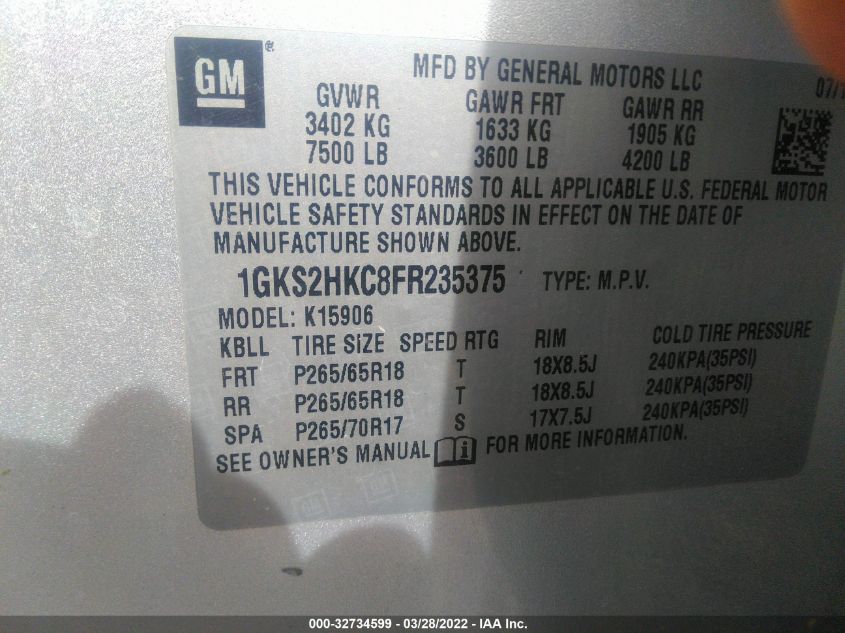 GM
MFD BY GENERAL MOTORS LLC
07/
GVWR GAWR FRT GAWR RR
3402 KG 1633 KG 1905 KG
7500 LB 3600 LB 4200 LB
THIS VEHICLE CONFORMS TO ALL APPLICABLE U.S. FEDERAL MOTOR
VEHICLE SAFETY STANDARDS IN EFFECT ON THE DATE OF
MANUFACTURE SHOWN ABOVE.
1GKS2HKC8FR235375 TYPE: M.P.V.
MODEL: K15906
KBLL TIRE SIZE SPEED RTG RIM COLD TIRE PRESSURE
FRT P265/65R18 T 18X8.5J 240KPA(35PSI)
RR P265/65R18 T 18X8.5J 240KPA(35PSI)
SPA P265/70R17 S 17X7.5J 240KPA(35PSI)
SEE OWNER'S MANUAL i FOR MORE INFORMATION.
000-32734599 - 03/28/2022 - IAA Inc.